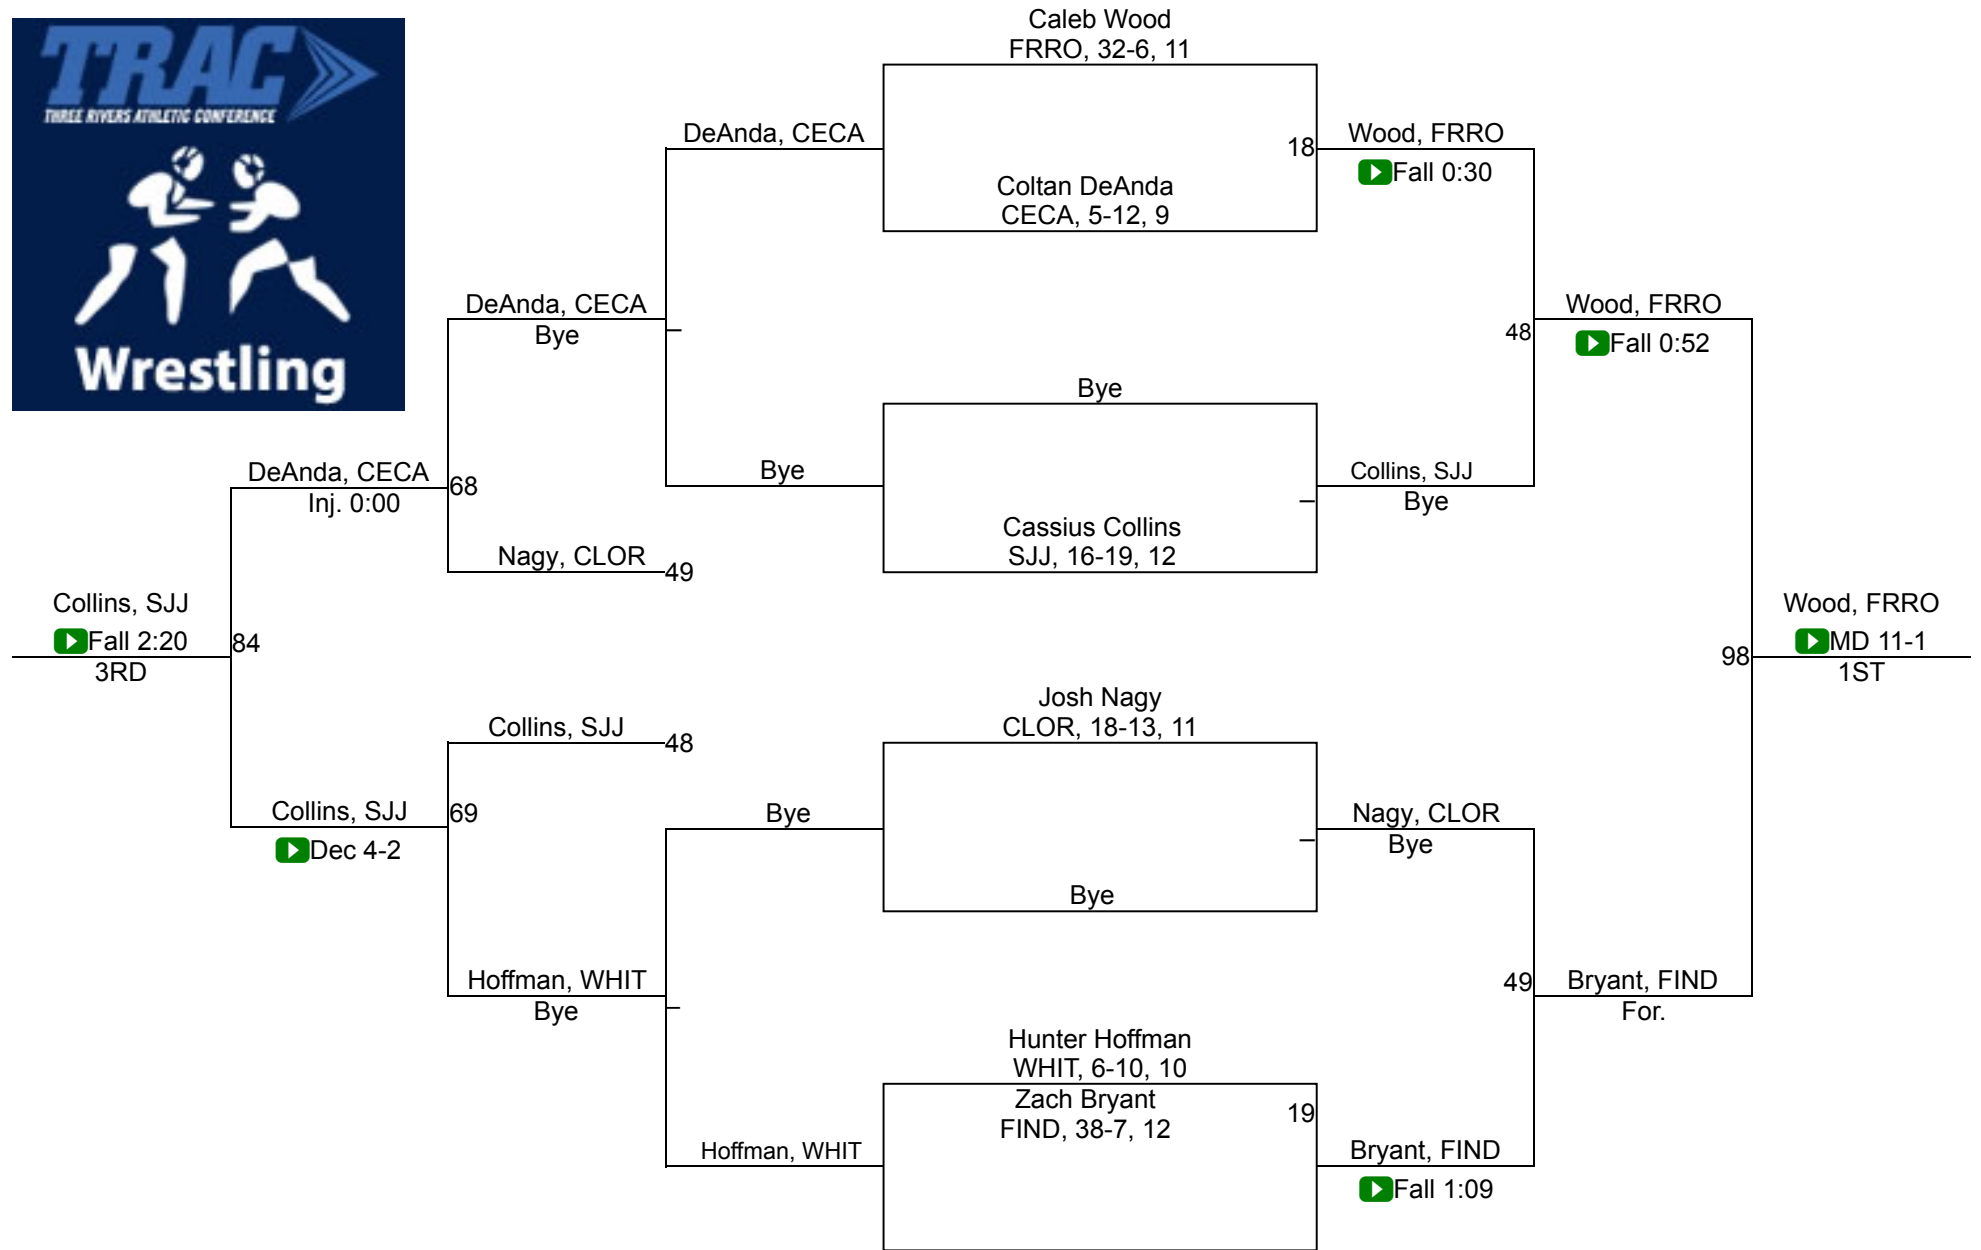 TRAC
THREE RIVERS ATHLETIC CONFERENCE
Wrestling
Caleb Wood
FRRO, 32-6, 11
DeAnda, CECA
18
Wood, FRRO
Fall 0:30
Coltan DeAnda
CECA, 5-12, 9
DeAnda, CECA
Bye
48
Wood, FRRO
Fall 0:52
Bye
Bye
Collins, SJJ
Bye
Cassius Collins
SJJ, 16-19, 12
DeAnda, CECA
Inj. 0:00
68
Nagy, CLOR
49
Collins, SJJ
Fall 2:20
3RD
84
98
Wood, FRRO
MD 11-1
1ST
Josh Nagy
CLOR, 18-13, 11
Collins, SJJ
48
Collins, SJJ
Dec 4-2
69
Bye
Nagy, CLOR
Bye
Bye
Hoffman, WHIT
Bye
49
Bryant, FIND
For.
Hunter Hoffman
WHIT, 6-10, 10
Zach Bryant
FIND, 38-7, 12
19
Hoffman, WHIT
Bryant, FIND
Fall 1:09